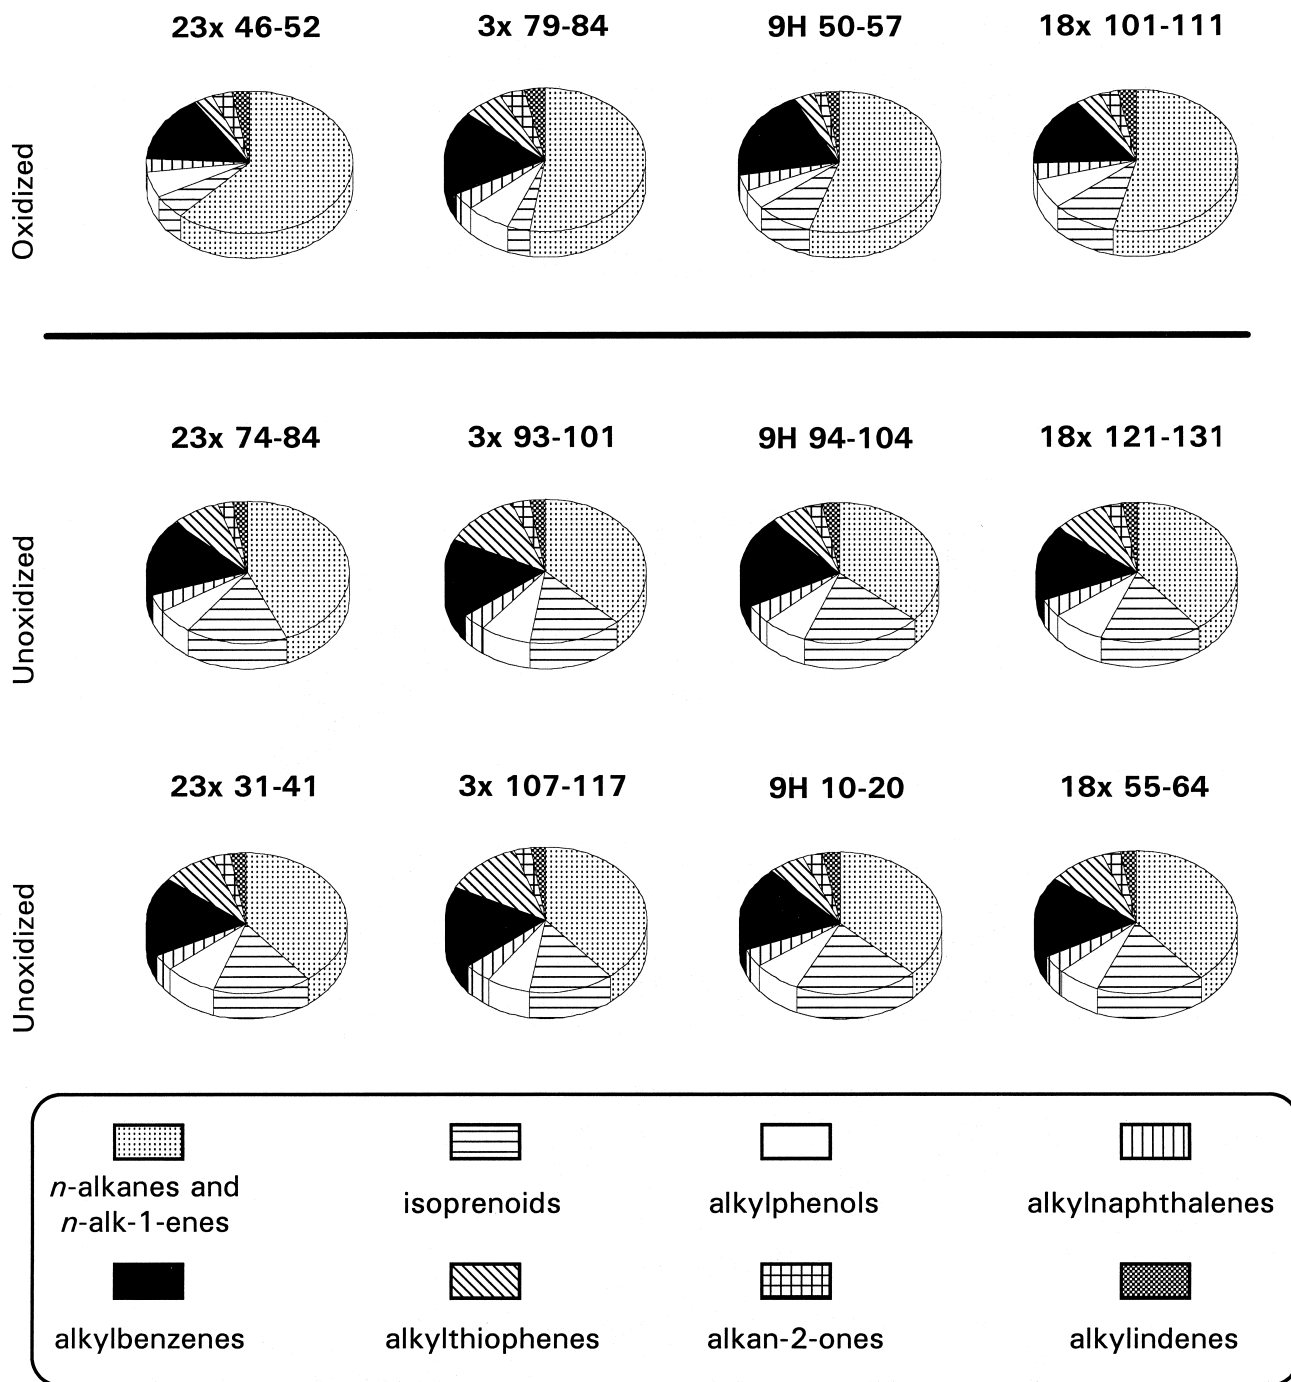 23x 46-52 3x 79-84 9H 50-57 18x 101-111
Oxidized
23x 74-84 3x 93-101 9H 94-104 18x 121-131
Unoxidized
23x 31-41 3x 107-117 9H 10-20 18x 55-64
Unoxidized
n-alkanes and
n-alk-1-enes
isoprenoids
alkylphenols
alkylnaphthalenes
alkylbenzenes
alkylthiophenes
alkan-2-ones
alkylindenes